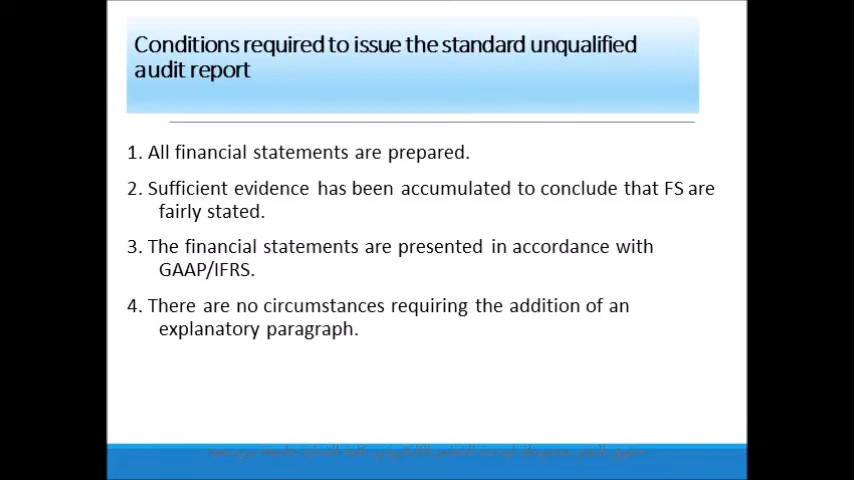 Conditions required to issue the standard unqualified
audit report
1. All financial statements are prepared.
2. Sufficient evidence has been accumulated to conclude that FS are
fairly stated.
3. The financial statements are presented in accordance with
GAAP/IFRS.
4. There are no circumstances requiring the addition of an
explanatory paragraph.